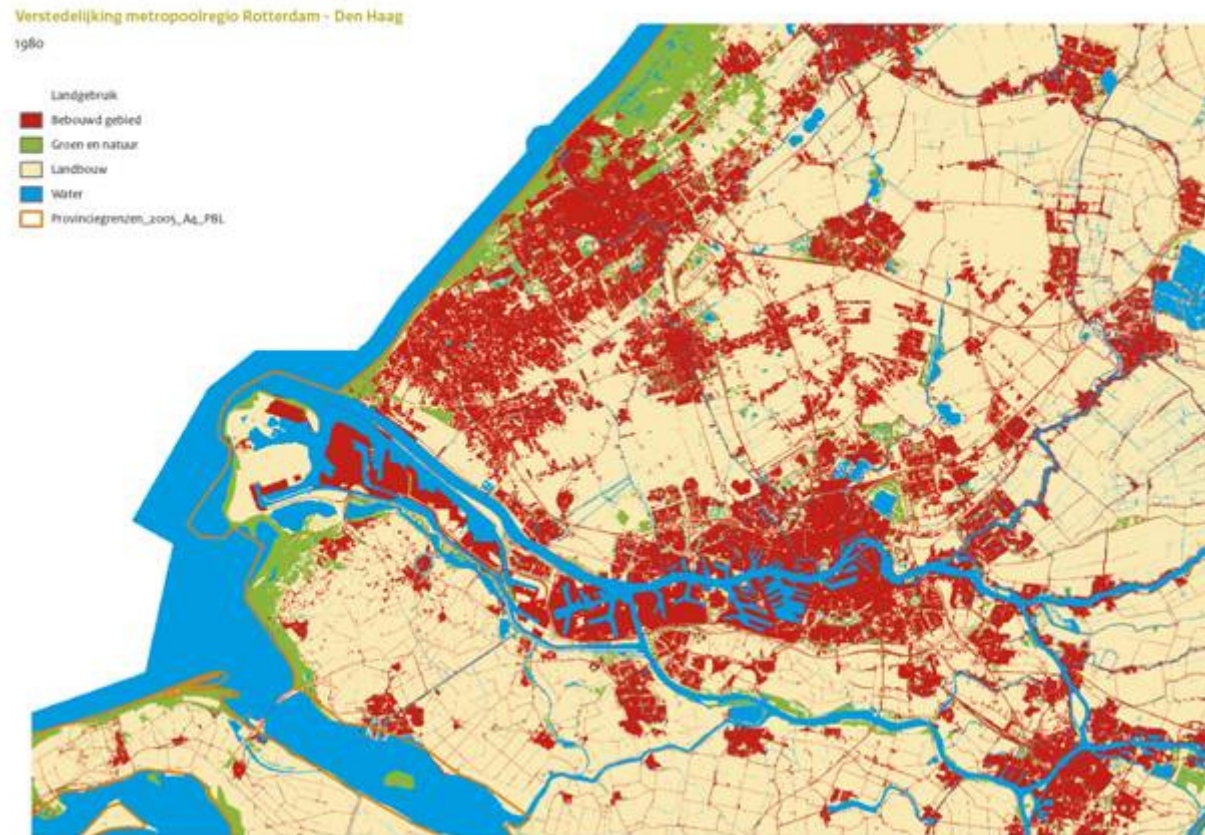 Verstedelijking metropoolregio Rotterdam - Den Haag
1980
Landgebruik
Bebouwd gebied
Groen en natuur
Landbouw
Water
Provinciegrenzen_2005_A4_PBL